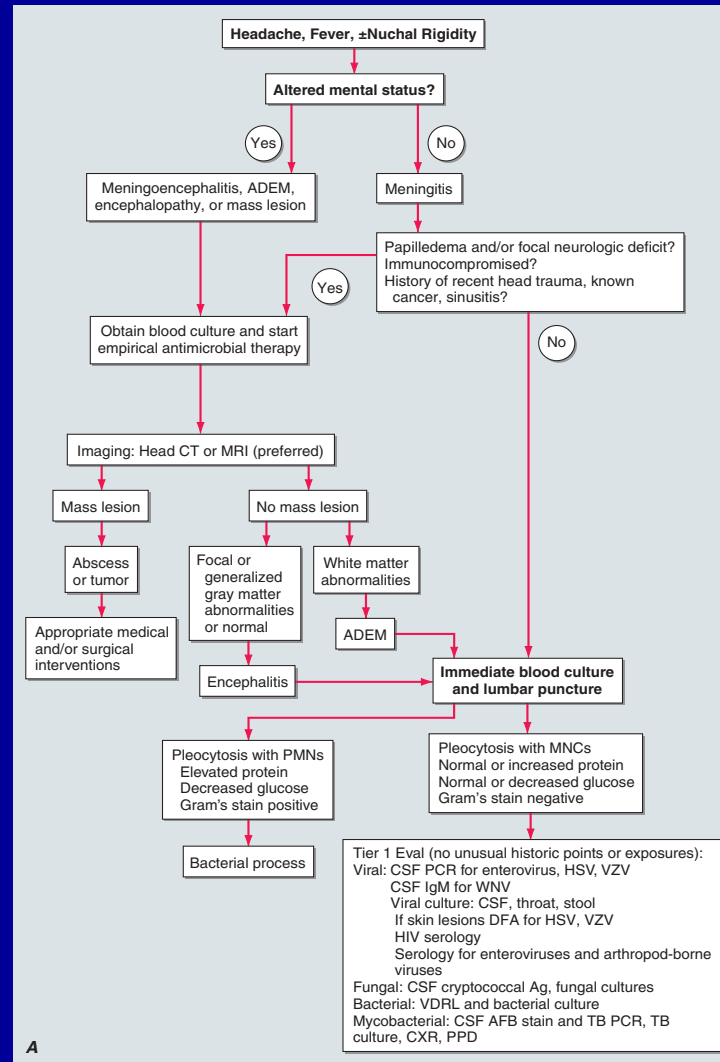 Headache, Fever, ±Nuchal Rigidity
Altered mental status?
Yes
No
Meningoencephalitis, ADEM,
encephalopathy, or mass lesion
Meningitis
Papilledema and/or focal neurologic deficit?
Immunocompromised?
History of recent head trauma, known
cancer, sinusitis?
Yes
No
Obtain blood culture and start
empirical antimicrobial therapy
Imaging: Head CT or MRI (preferred)
Mass lesion
No mass lesion
Abscess
or tumor
Focal or
generalized
gray matter
abnormalities
or normal
White matter
abnormalities
Appropriate medical
and/or surgical
interventions
ADEM
Encephalitis
Immediate blood culture
and lumbar puncture
Pleocytosis with PMNs
Elevated protein
Decreased glucose
Gram's stain positive
Pleocytosis with MNCs
Normal or increased protein
Normal or decreased glucose
Gram's stain negative
Bacterial process
Tier 1 Eval (no unusual historic points or exposures):
Viral: CSF PCR for enterovirus, HSV, VZV
CSF IgM for WNV
Viral culture: CSF, throat, stool
If skin lesions DFA for HSV, VZV
HIV serology
Serology for enteroviruses and arthropod-borne
viruses
Fungal: CSF cryptococcal Ag, fungal cultures
Bacterial: VDRL and bacterial culture
Mycobacterial: CSF AFB stain and TB PCR, TB
culture, CXR, PPD
A